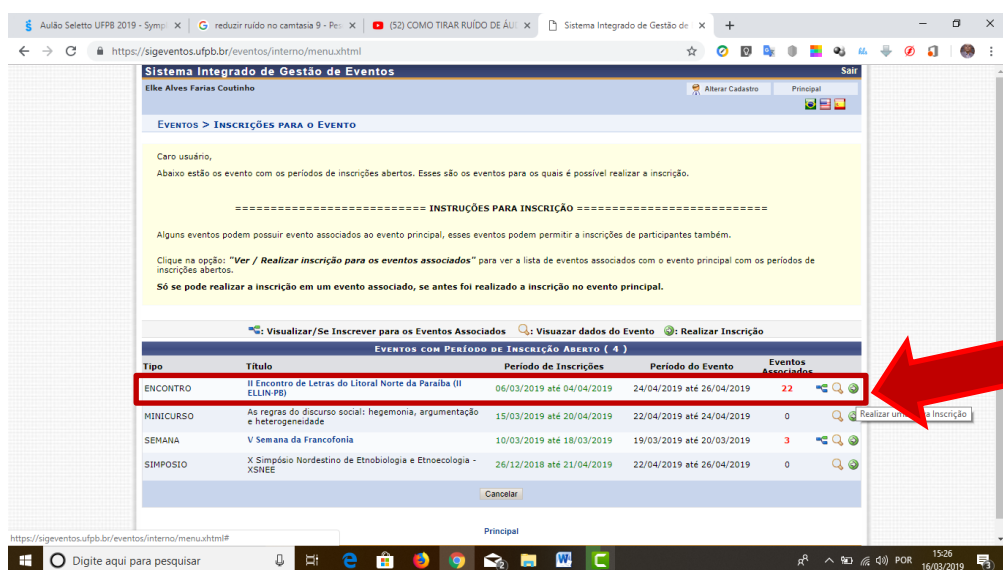 Aulão Seletto UFPB 2019 - Symp
reduzir ruído no camtasia 9 - Pes
(52) COMO TIRAR RUÍDO DE ÁU
Sistema Integrado de Gestão de
https://sigeventos.ufpb.br/eventos/interno/menu.xhtml
Sistema Integrado de Gestão de Eventos
Sair
Elke Alves Farias Coutinho
Alterar Cadastro
Principal
EVENTOS > INSCRIÇÕES PARA O EVENTO
Caro usuário,
Abaixo estão os evento com os períodos de inscrições abertos. Esses são os eventos para os quais é possível realizar a inscrição.
=========================== INSTRUÇÕES PARA INSCRIÇÃO ===========================
Alguns eventos podem possuir evento associados ao evento principal, esses eventos podem permitir a inscrições de participantes também.
Clique na opção: "Ver / Realizar inscrição para os eventos associados" para ver a lista de eventos associados com o evento principal com os períodos de
inscrições abertos.
Só se pode realizar a inscrição em um evento associado, se antes foi realizado a inscrição no evento principal.
: Visualizar/Se Inscrever para os Eventos Associados : Visuazar dados do Evento : Realizar Inscrição
EVENTOS COM PERÍODO DE INSCRIÇÃO ABERTO ( 4 )
Tipo Título Período de Inscrições Período do Evento Eventos
Associados
ENCONTRO II Encontro de Letras do Litoral Norte da Paraíba (II
ELLIN-PB) 06/03/2019 até 04/04/2019 24/04/2019 até 26/04/2019 22
MINICURSO As regras do discurso social: hegemonia, argumentação
e heterogeneidade 15/03/2019 até 20/04/2019 22/04/2019 até 24/04/2019 0
Realizar uma a Inscrição
SEMANA V Semana da Francofonia 10/03/2019 até 18/03/2019 19/03/2019 até 20/03/2019 3
SIMPOSIO X Simpósio Nordestino de Etnobiologia e Etnoecologia -
XSNEE 26/12/2018 até 21/04/2019 22/04/2019 até 26/04/2019 0
Cancelar
Principal
https://sigeventos.ufpb.br/eventos/interno/menu.xhtml#
Digite aqui para pesquisar
POR
15:26
16/03/2019